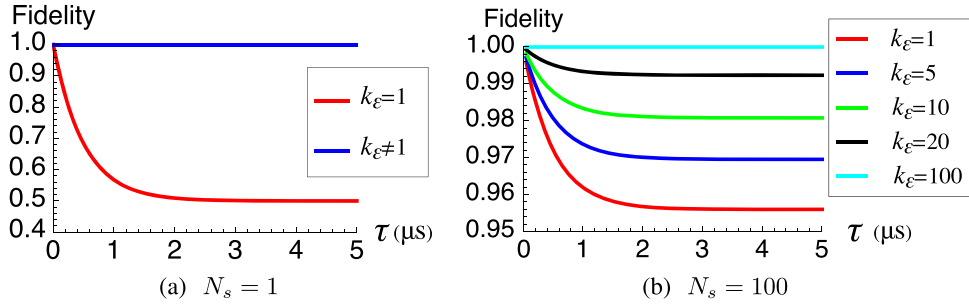 Fidelity
1.0
0.9
0.8
0.7
0.6
0.5
0.4
0 1 2 3 4 5
τ (μs)
kε=1
kε≠1
(a) Ns = 1
Fidelity
1.00
0.99
0.98
0.97
0.96
0.95
0 1 2 3 4 5
τ (μs)
kε=1
kε=5
kε=10
kε=20
kε=100
(b) Ns = 100